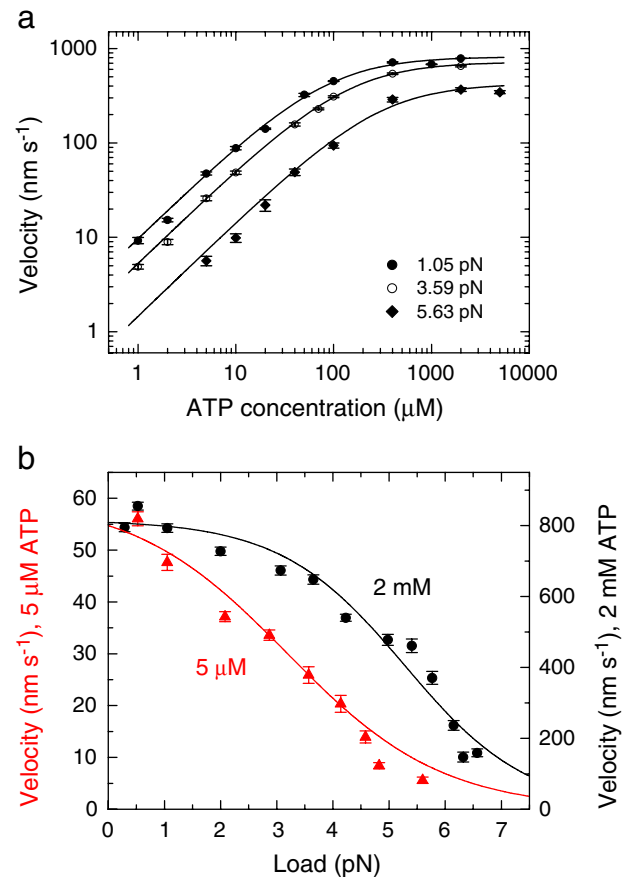 a
1000
100
10
1
Velocity (nm s⁻¹)
1.05 pN
3.59 pN
5.63 pN
1 10 100 1000 10000
ATP concentration (μM)
b
60
50
40
30
20
10
0
Velocity (nm s⁻¹), 5 μM ATP
2 mM
5 μM
800
600
400
200
0
Velocity (nm s⁻¹), 2 mM ATP
0 1 2 3 4 5 6 7
Load (pN)